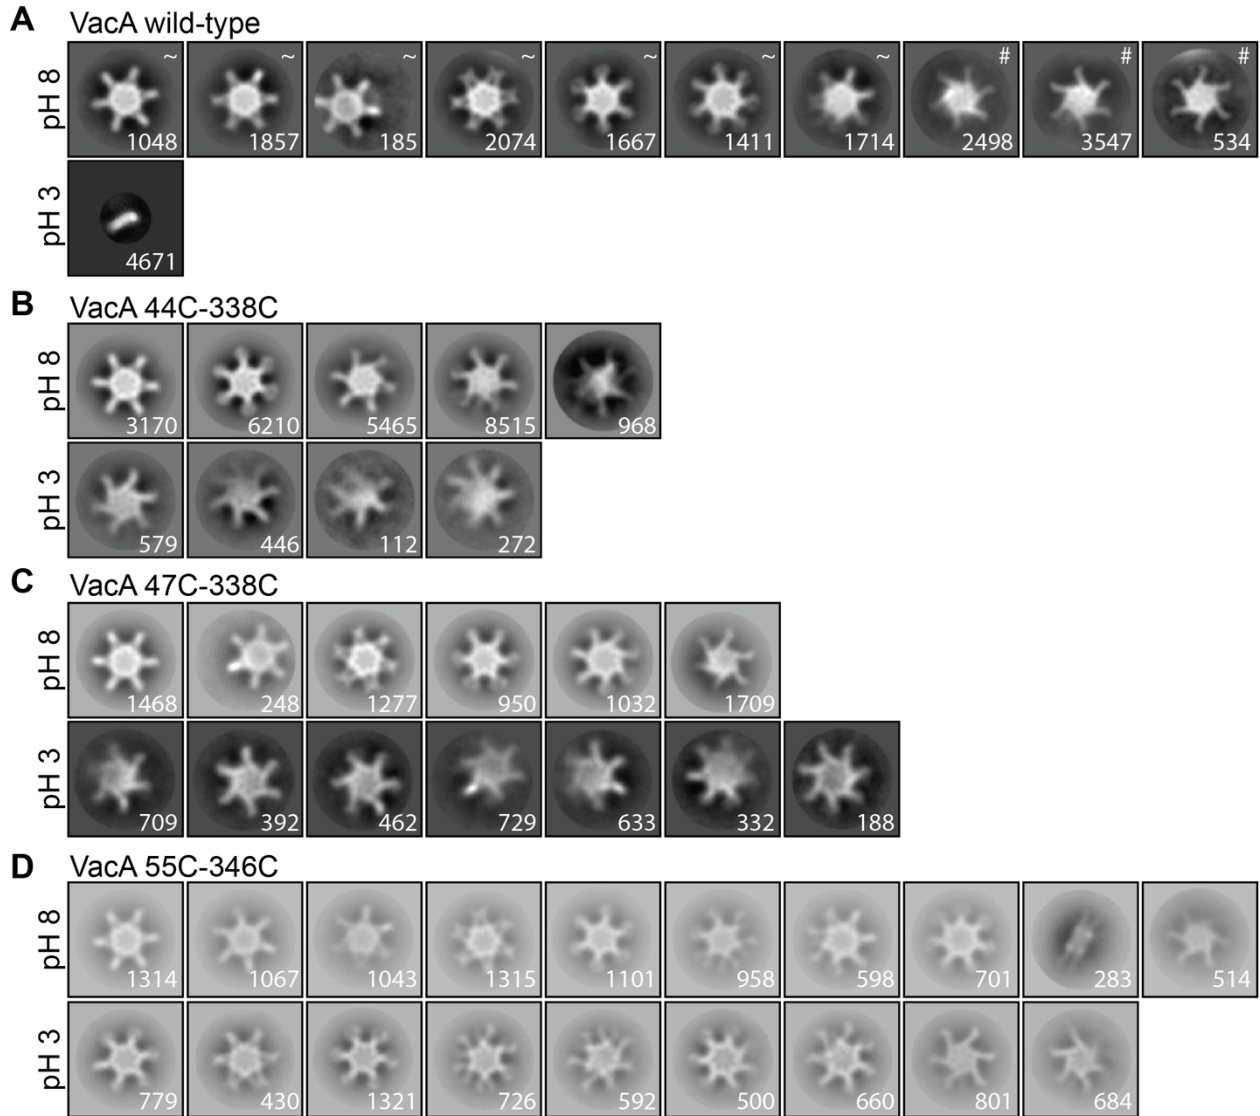 A VacA wild-type
pH 8
~ ~ ~ ~ ~ ~ ~ # # #
1048 1857 185 2074 1667 1411 1714 2498 3547 534
pH 3
4671
B VacA 44C-338C
pH 8
3170 6210 5465 8515 968
pH 3
579 446 112 272
C VacA 47C-338C
pH 8
1468 248 1277 950 1032 1709
pH 3
709 392 462 729 633 332 188
D VacA 55C-346C
pH 8
1314 1067 1043 1315 1101 958 598 701 283 514
pH 3
779 430 1321 726 592 500 660 801 684